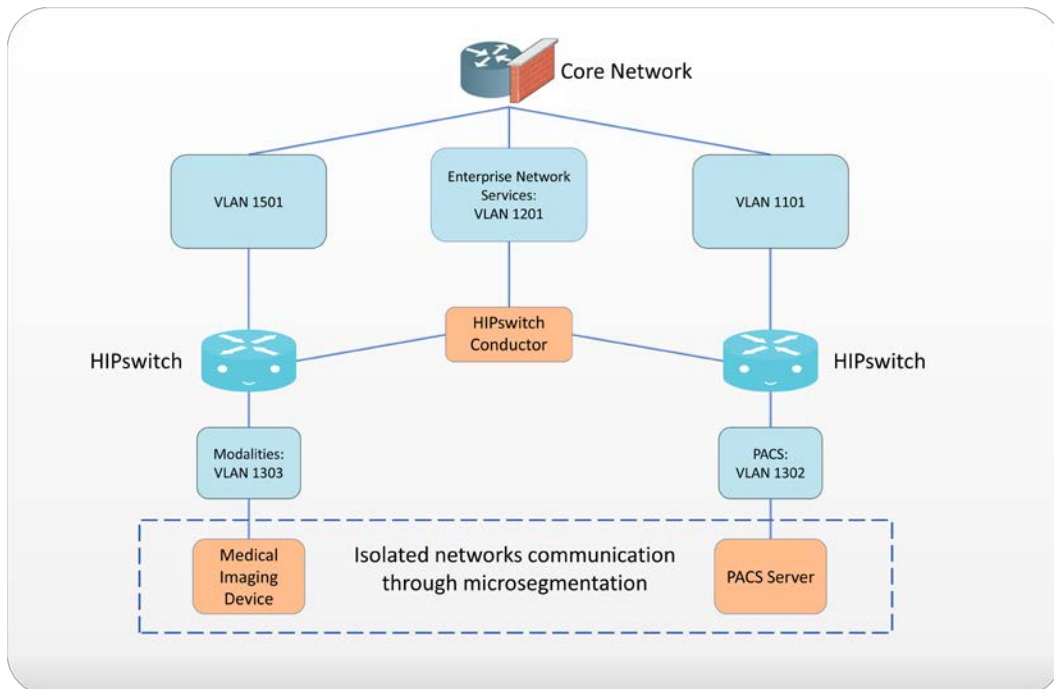 Core Network
VLAN 1501
Enterprise Network
Services:
VLAN 1201
VLAN 1101
HIPswitch
HIPswitch
Conductor
HIPswitch
Modalities:
VLAN 1303
PACS:
VLAN 1302
Medical
Imaging
Device
Isolated networks communication
through microsegmentation
PACS Server